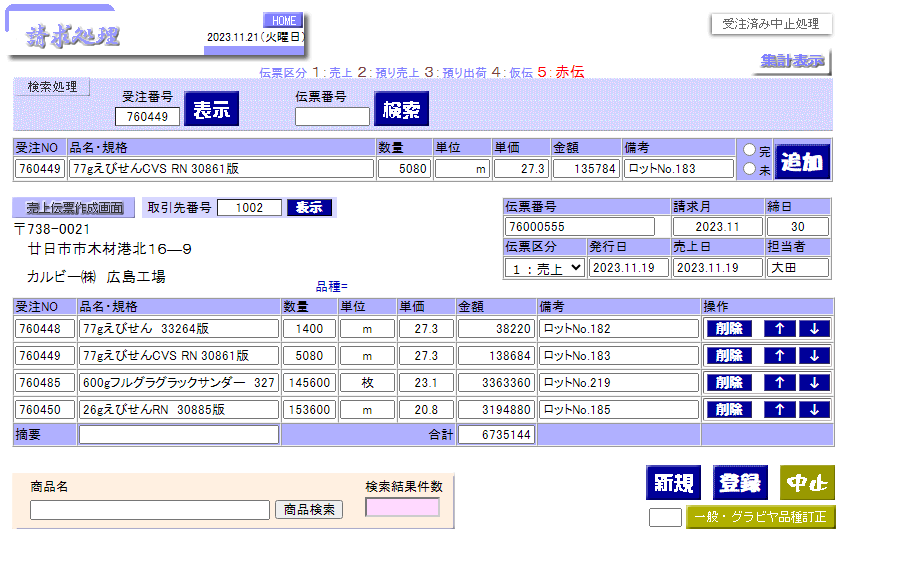 請求処理
HOME
2023.11.21(火曜日)
受注済み中止処理
集計表示
伝票区分 1：売上 2：預り売上 3：預り出荷 4：仮伝 5：赤伝
検索処理
受注番号 伝票番号
760449 表示 検索
受注NO 品名・規格 数量 単位 単価 金額 備考
760449 77gえびせんCVS RN 30861版 5080 m 27.3 135784 ロットNo.183 完 未 追加
売上伝票作成画面 取引先番号 1002 表示
〒738-0021
廿日市市木材港北16―9
カルビー㈱ 広島工場
品種=
伝票番号 請求月 締日
76000555 2023.11 30
伝票区分 発行日 売上日 担当者
1：売上 2023.11.19 2023.11.19 大田
受注NO 品名・規格 数量 単位 単価 金額 備考 操作
760448 77gえびせん 33264版 1400 m 27.3 38220 ロットNo.182 削除 ↑ ↓
760449 77gえびせんCVS RN 30861版 5080 m 27.3 138684 ロットNo.183 削除 ↑ ↓
760485 600gフルグラグラックサンダー 327 145600 枚 23.1 3363360 ロットNo.219 削除 ↑ ↓
760450 26gえびせんRN 30885版 153600 m 20.8 3194880 ロットNo.185 削除 ↑ ↓
摘要 合計 6735144
商品名 検索結果件数
商品検索
新規 登録 中止
一般・グラビヤ品種訂正